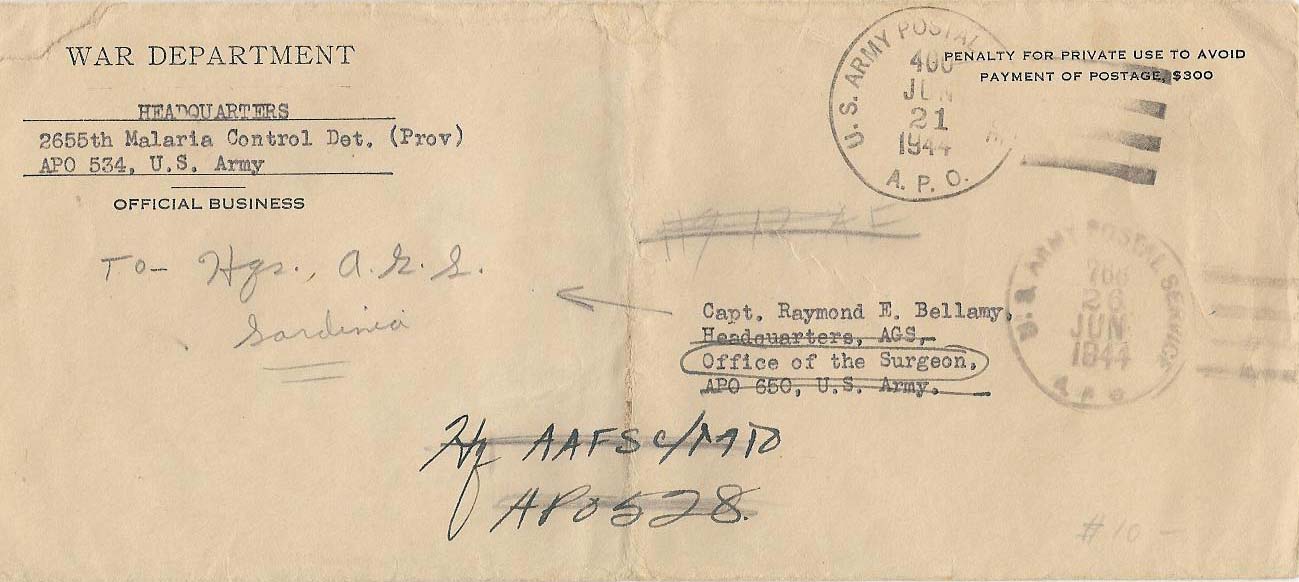 WAR DEPARTMENT
HEADQUARTERS
2655th Malaria Control Det. (Prov)
APO 534, U.S. Army
OFFICIAL BUSINESS
U.S. ARMY POSTAL
JUN
21
1944
A.P.O.
PENALTY FOR PRIVATE USE TO AVOID
PAYMENT OF POSTAGE, $300
To- Hqs., A.G.S.
Sardinia
Capt. Raymond E. Bellamy,
Headquarters, AGS,
Office of the Surgeon,
APO 650, U.S. Army.
U.S. ARMY POSTAL SERVICE
26
JUN
1944
A P O
Hq AAFSC/MTO
APO 528.
#10-